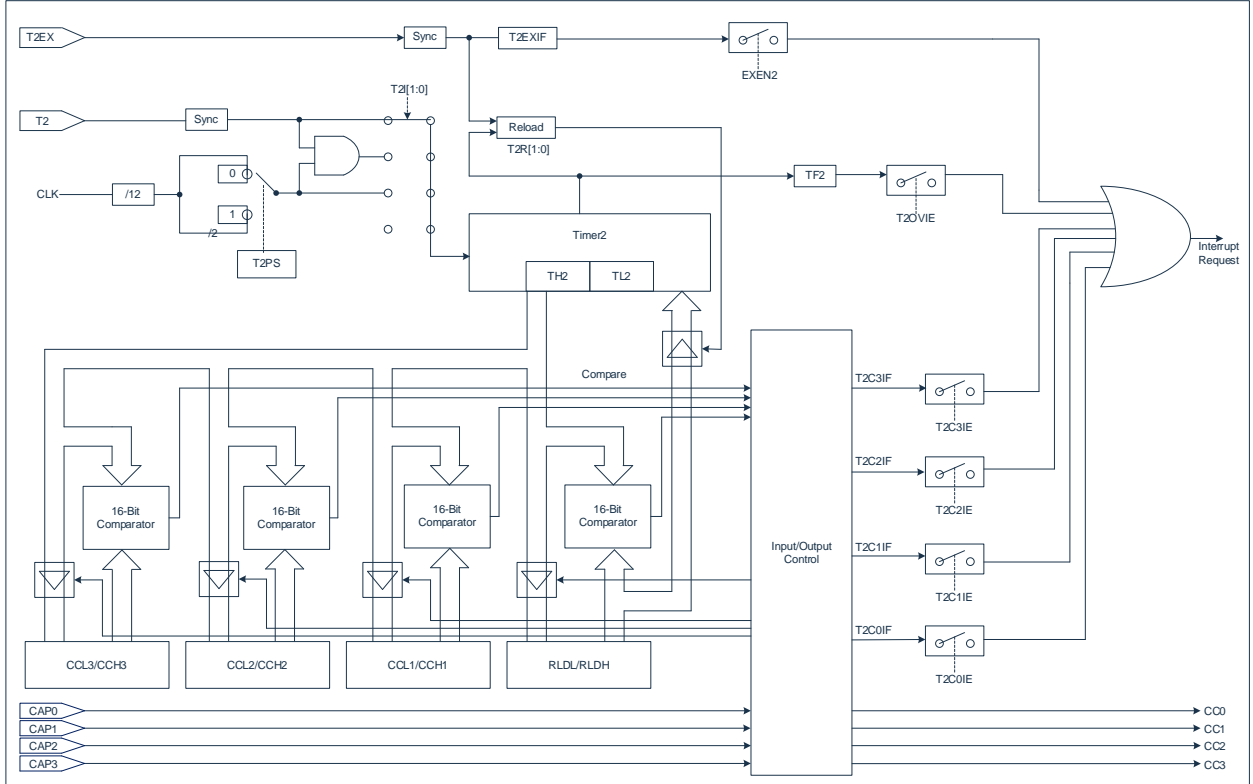 T2EX
Sync
T2EXIF
EXEN2
T2I[1:0]
T2
Sync
Reload
T2R[1:0]
0
CLK
/12
1
/2
T2PS
TF2
T2OVIE
Timer2
TH2
TL2
Interrupt
Request
Compare
T2C3IF
T2C3IE
T2C2IF
T2C2IE
T2C1IF
T2C1IE
T2C0IF
T2C0IE
16-Bit
Comparator
16-Bit
Comparator
16-Bit
Comparator
16-Bit
Comparator
Input/Output
Control
CCL3/CCH3
CCL2/CCH2
CCL1/CCH1
RLDL/RLDH
CAP0
CAP1
CAP2
CAP3
CC0
CC1
CC2
CC3